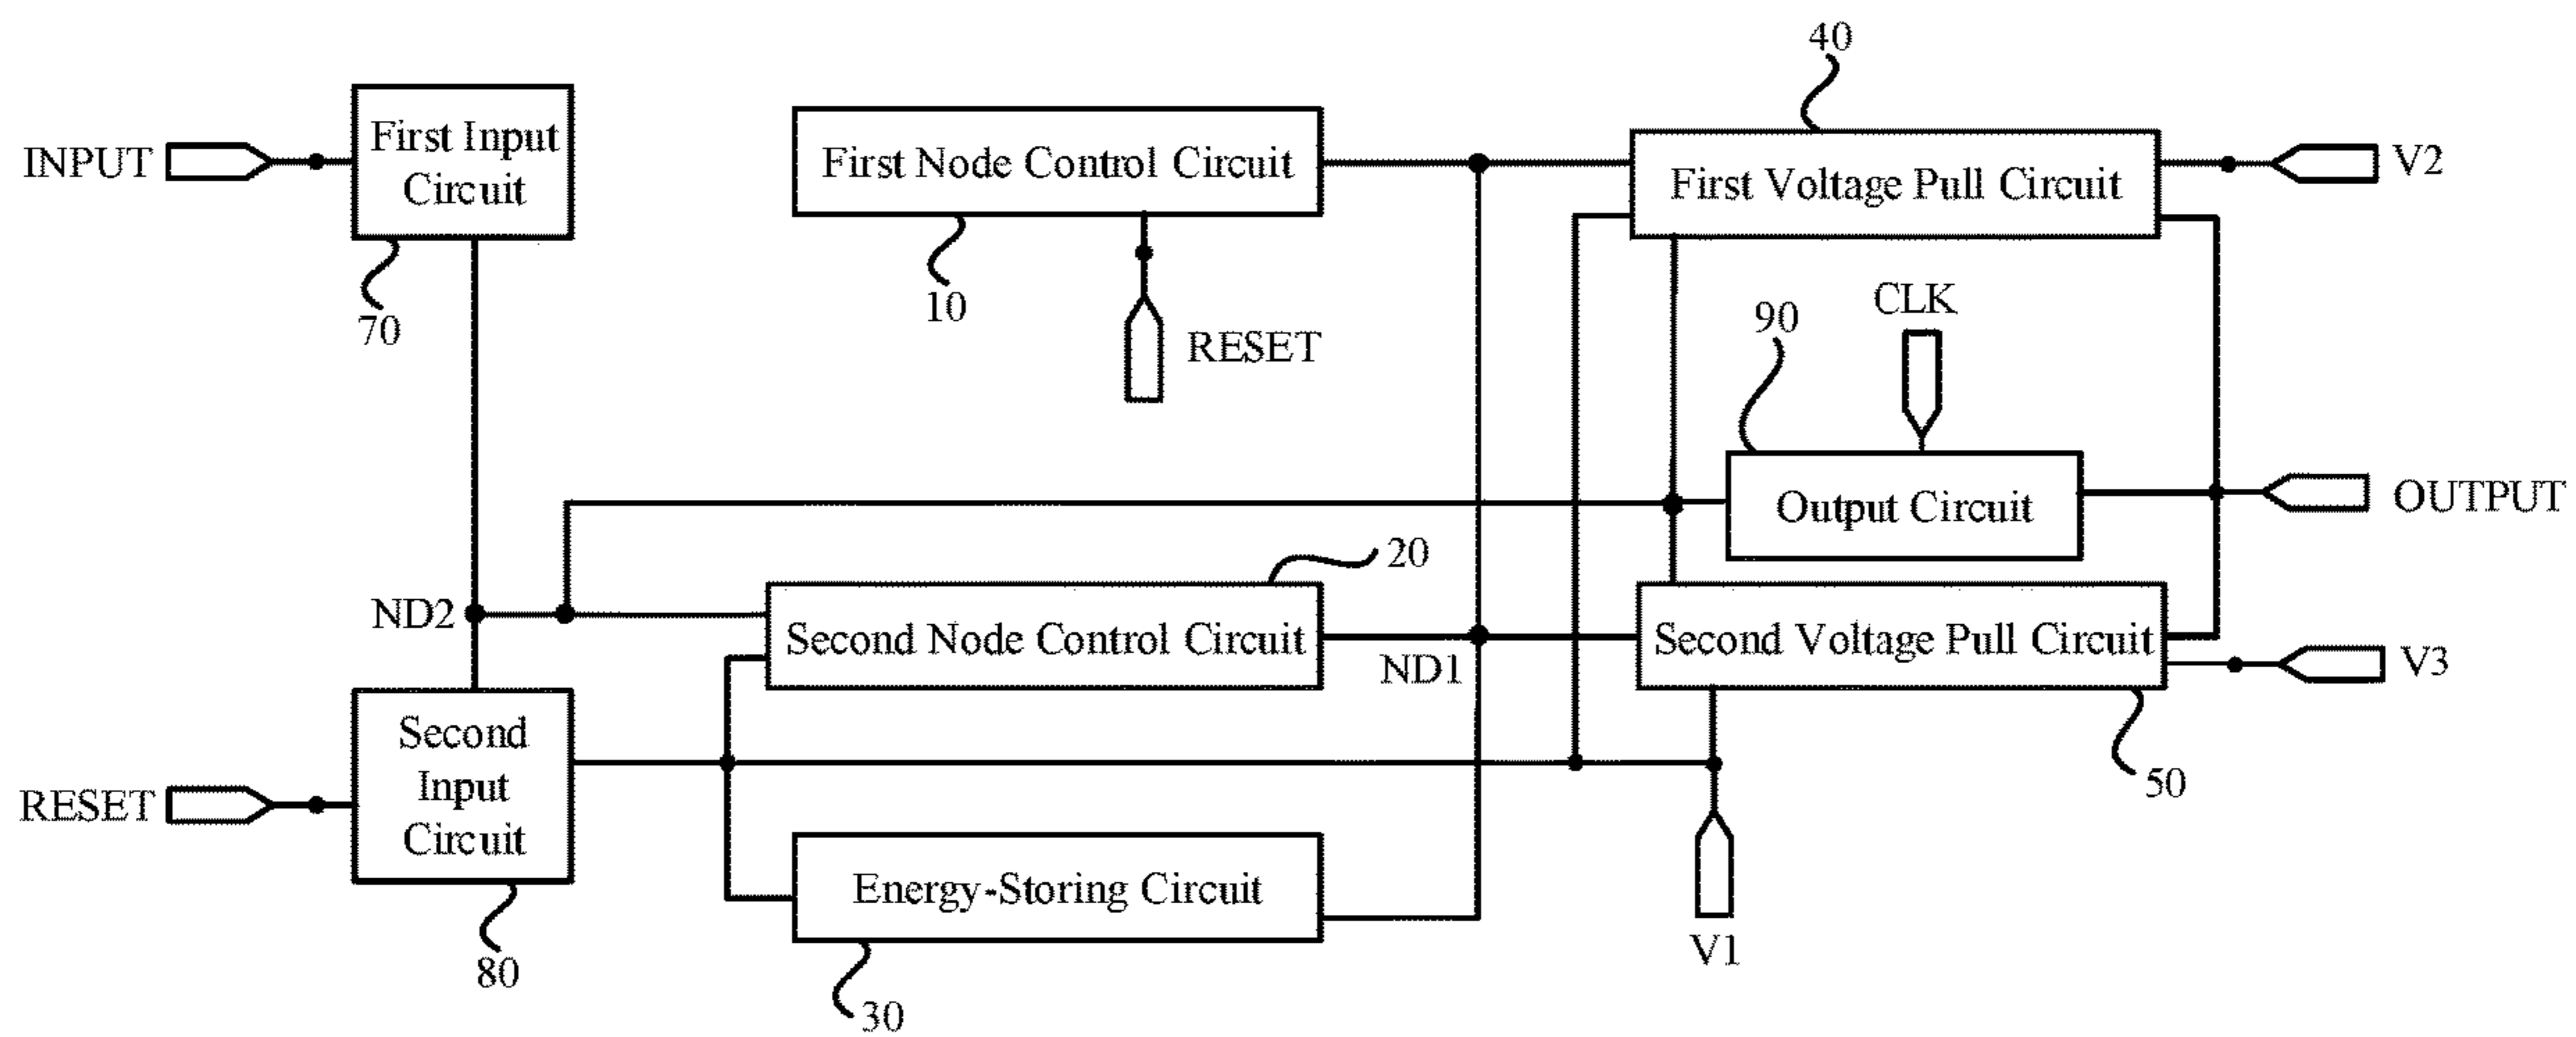 40
INPUT
First Input
Circuit
First Node Control Circuit
First Voltage Pull Circuit
V2
70
10
RESET
90
CLK
Output Circuit
OUTPUT
20
ND2
Second Node Control Circuit
ND1
Second Voltage Pull Circuit
V3
RESET
Second
Input
Circuit
50
Energy-Storing Circuit
V1
80
30